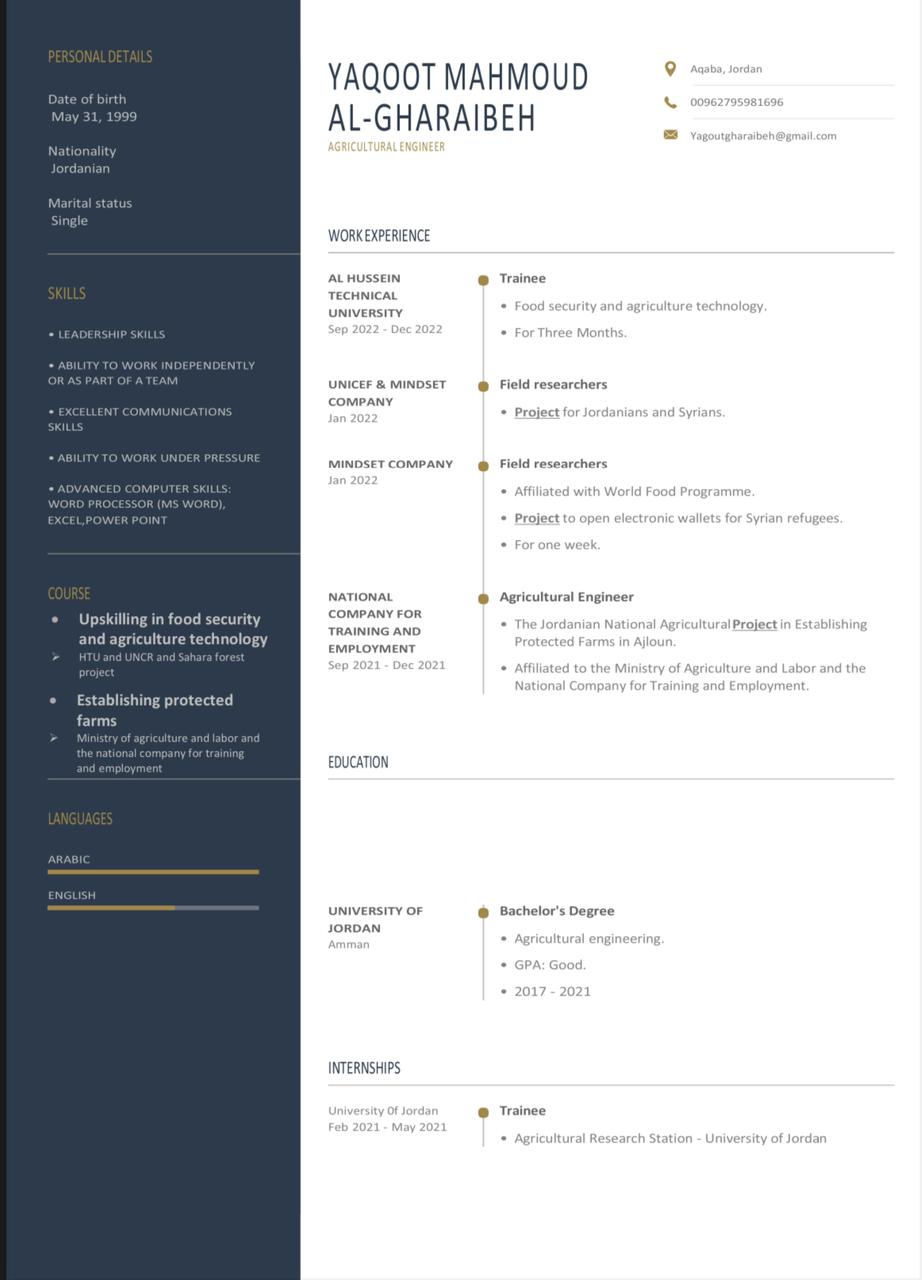 PERSONAL DETAILS
Date of birth
May 31, 1999
Nationality
Jordanian
Marital status
Single
SKILLS
• LEADERSHIP SKILLS
• ABILITY TO WORK INDEPENDENTLY
OR AS PART OF A TEAM
• EXCELLENT COMMUNICATIONS
SKILLS
• ABILITY TO WORK UNDER PRESSURE
• ADVANCED COMPUTER SKILLS:
WORD PROCESSOR (MS WORD),
EXCEL,POWER POINT
COURSE
● Upskilling in food security
and agriculture technology
➢ HTU and UNCR and Sahara forest
project
● Establishing protected
farms
➢ Ministry of agriculture and labor and
the national company for training
and employment
LANGUAGES
ARABIC
ENGLISH
YAQOOT MAHMOUD
AL-GHARAIBEH
AGRICULTURAL ENGINEER
Aqaba, Jordan
00962795981696
Yagoutgharaibeh@gmail.com
WORK EXPERIENCE
AL HUSSEIN
TECHNICAL
UNIVERSITY
Sep 2022 - Dec 2022
Trainee
• Food security and agriculture technology.
• For Three Months.
UNICEF & MINDSET
COMPANY
Jan 2022
Field researchers
• Project for Jordanians and Syrians.
MINDSET COMPANY
Jan 2022
Field researchers
• Affiliated with World Food Programme.
• Project to open electronic wallets for Syrian refugees.
• For one week.
NATIONAL
COMPANY FOR
TRAINING AND
EMPLOYMENT
Sep 2021 - Dec 2021
Agricultural Engineer
• The Jordanian National Agricultural Project in Establishing
Protected Farms in Ajloun.
• Affiliated to the Ministry of Agriculture and Labor and the
National Company for Training and Employment.
EDUCATION
UNIVERSITY OF
JORDAN
Amman
Bachelor's Degree
• Agricultural engineering.
• GPA: Good.
• 2017 - 2021
INTERNSHIPS
University 0f Jordan
Feb 2021 - May 2021
Trainee
• Agricultural Research Station - University of Jordan